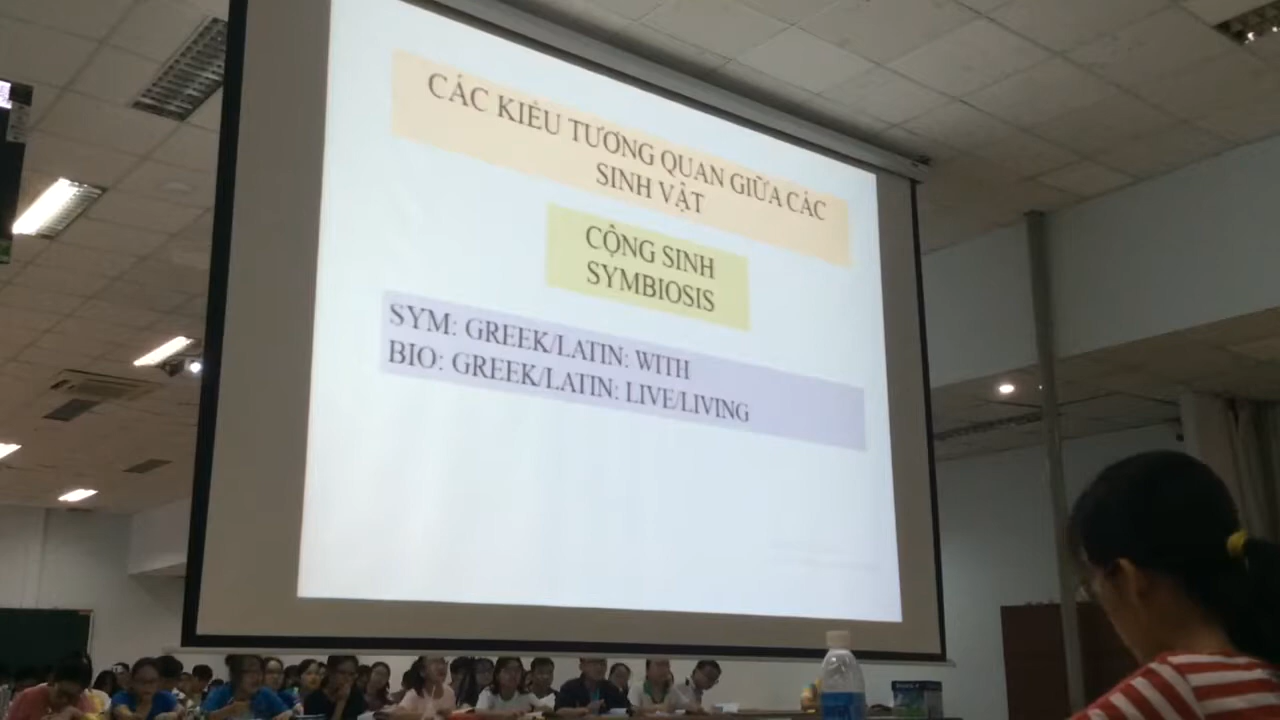 CÁC KIỂU TƯƠNG QUAN GIỮA CÁC
SINH VẬT
CỘNG SINH
SYMBIOSIS
SYM: GREEK/LATIN: WITH
BIO: GREEK/LATIN: LIVE/LIVING